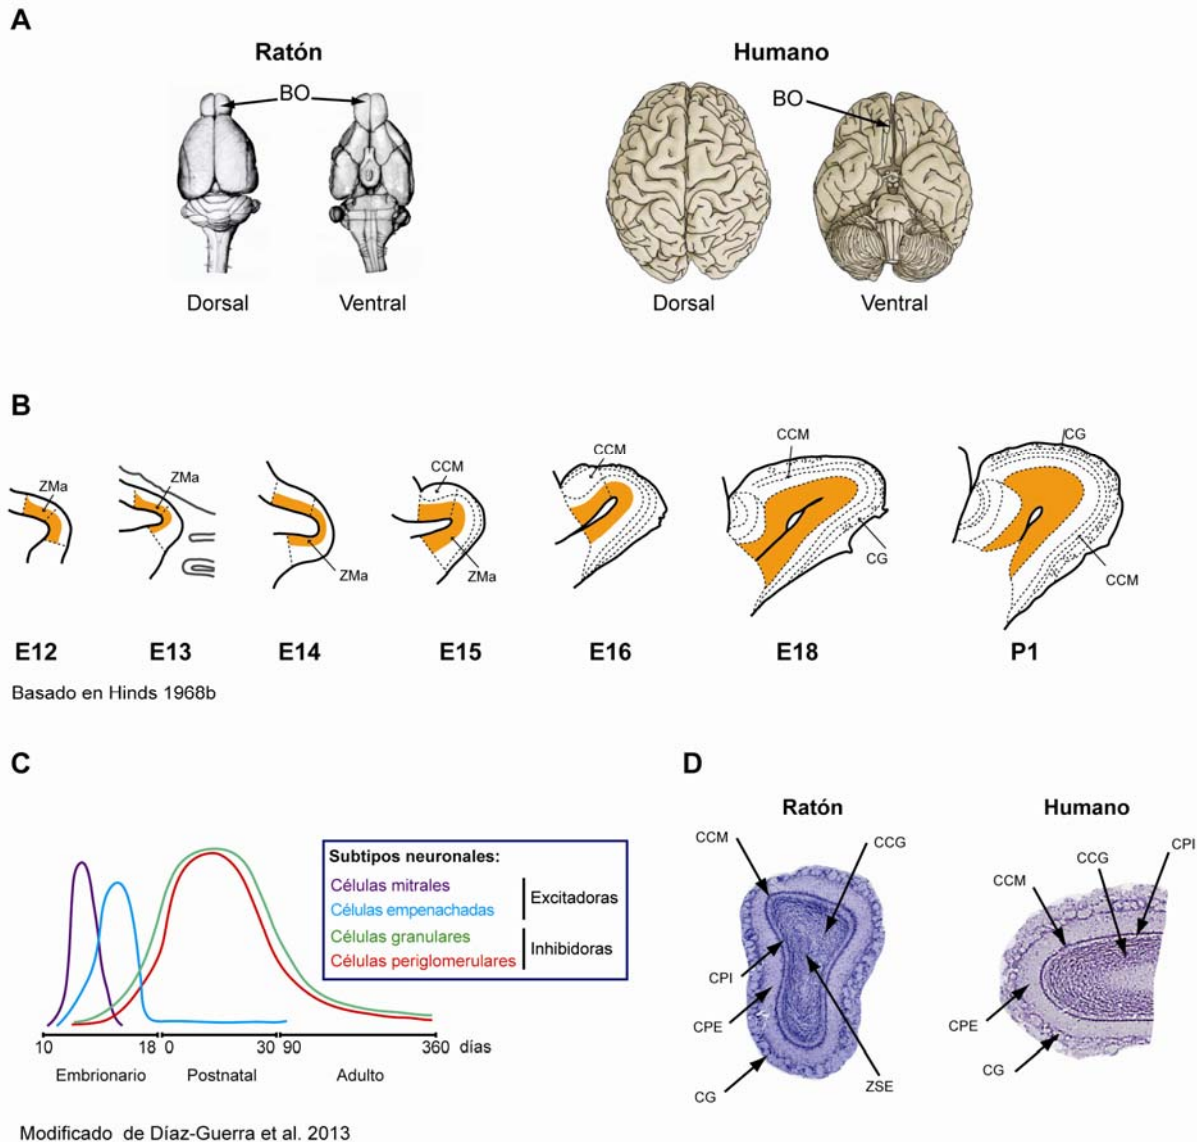 A
Ratón
Humano
BO
BO
Dorsal
Ventral
Dorsal
Ventral
B
ZMa
ZMa
ZMa
CCM
ZMa
CCM
CCM
CG
CG
CCM
E12
E13
E14
E15
E16
E18
P1
Basado en Hinds 1968b
C
Subtipos neuronales:
Células mitrales
Células empenachadas
Excitadoras
Células granulares
Células periglomerulares
Inhibidoras
10
18
0
30
90
360
días
Embrionario
Postnatal
Adulto
Modificado de Díaz-Guerra et al. 2013
D
Ratón
Humano
CCM
CCG
CPI
CPE
CG
ZSE
CPI
CCG
CCM
CPE
CG